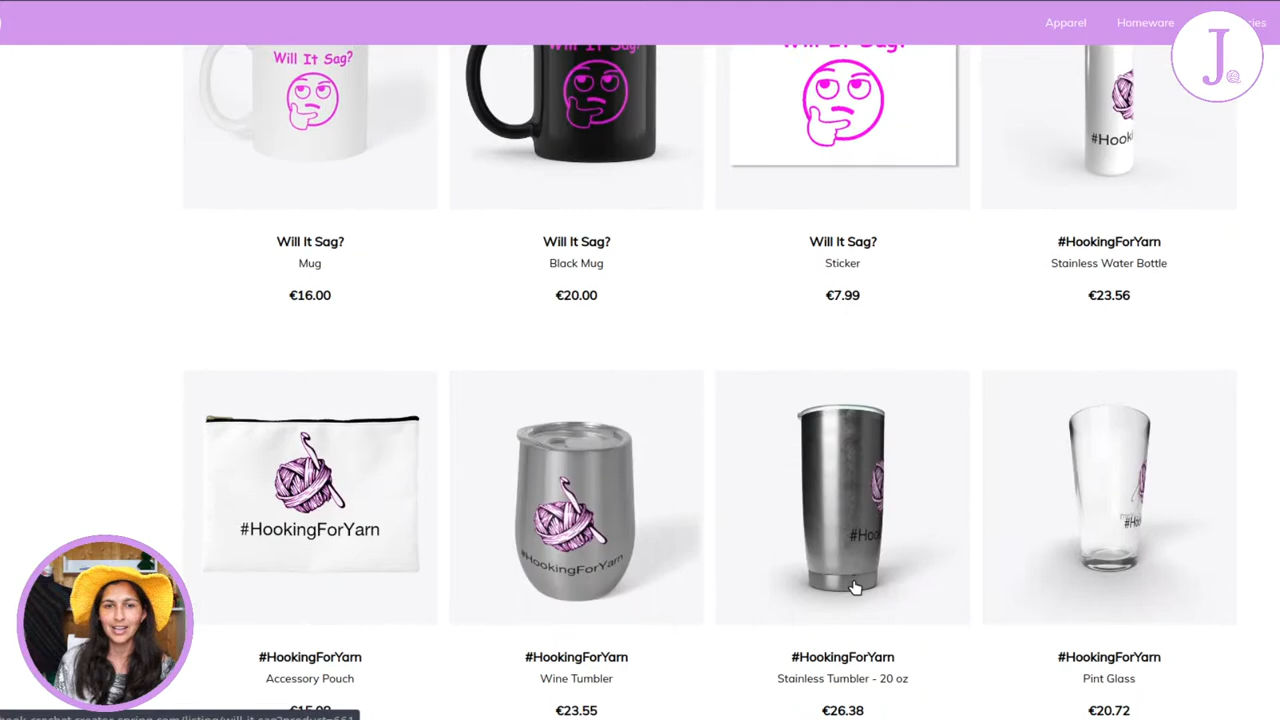 Apparel Homeware
J
Will It Sag?
Will It Sag?
Will It Sag?
Will It Sag?
Mug
€16.00
Will It Sag?
Black Mug
€20.00
Will It Sag?
Sticker
€7.99
#HookingForYarn
Stainless Water Bottle
€23.56
#HookingForYarn
#HookingForYarn
#HookingForYarn
Accessory Pouch
€15.08
#HookingForYarn
Wine Tumbler
€23.55
#HookingForYarn
Stainless Tumbler - 20 oz
€26.38
#HookingForYarn
Pint Glass
€20.72